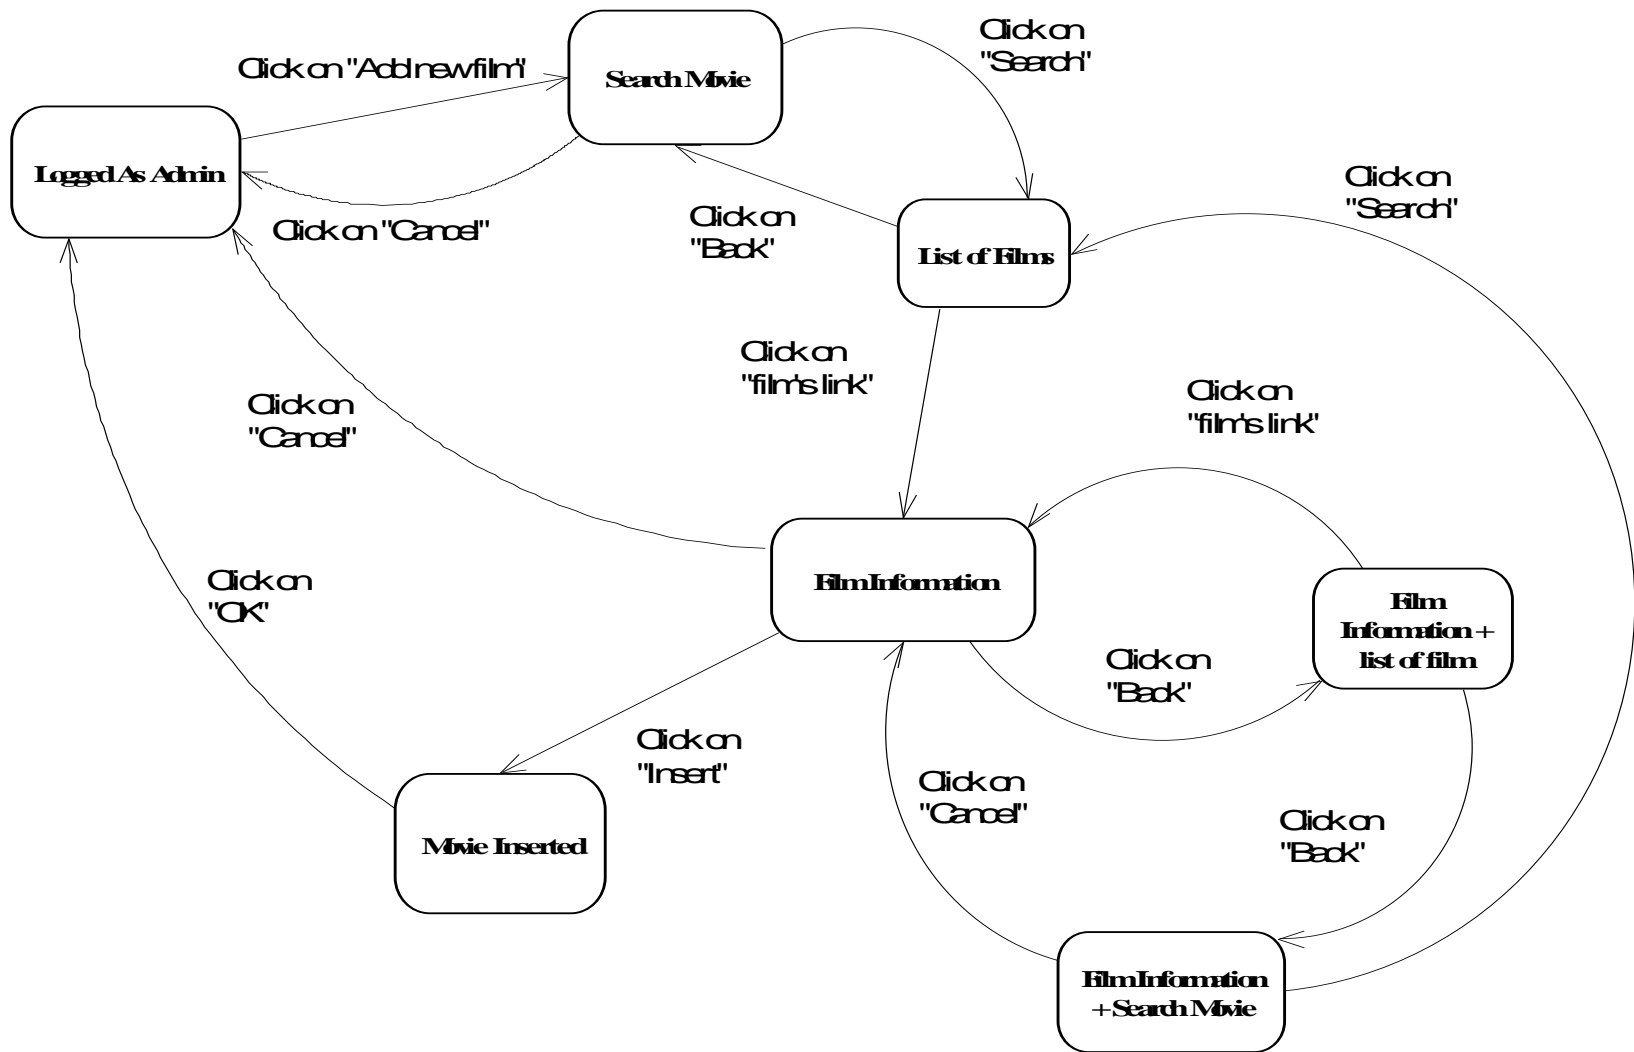 Click on
"Search"
Click on "Add new film"
Search Movie
Logged As Admin
Click on
"Search"
Click on "Cancel"
Click on
"Back"
List of Films
Click on
"film's link"
Click on
"film's link"
Click on
"Cancel"
Click on
"OK"
Film Information
Film
Information +
list of film
Click on
"Back"
Click on
"Insert"
Click on
"Cancel"
Click on
"Back"
Movie Inserted
Film Information
+ Search Movie